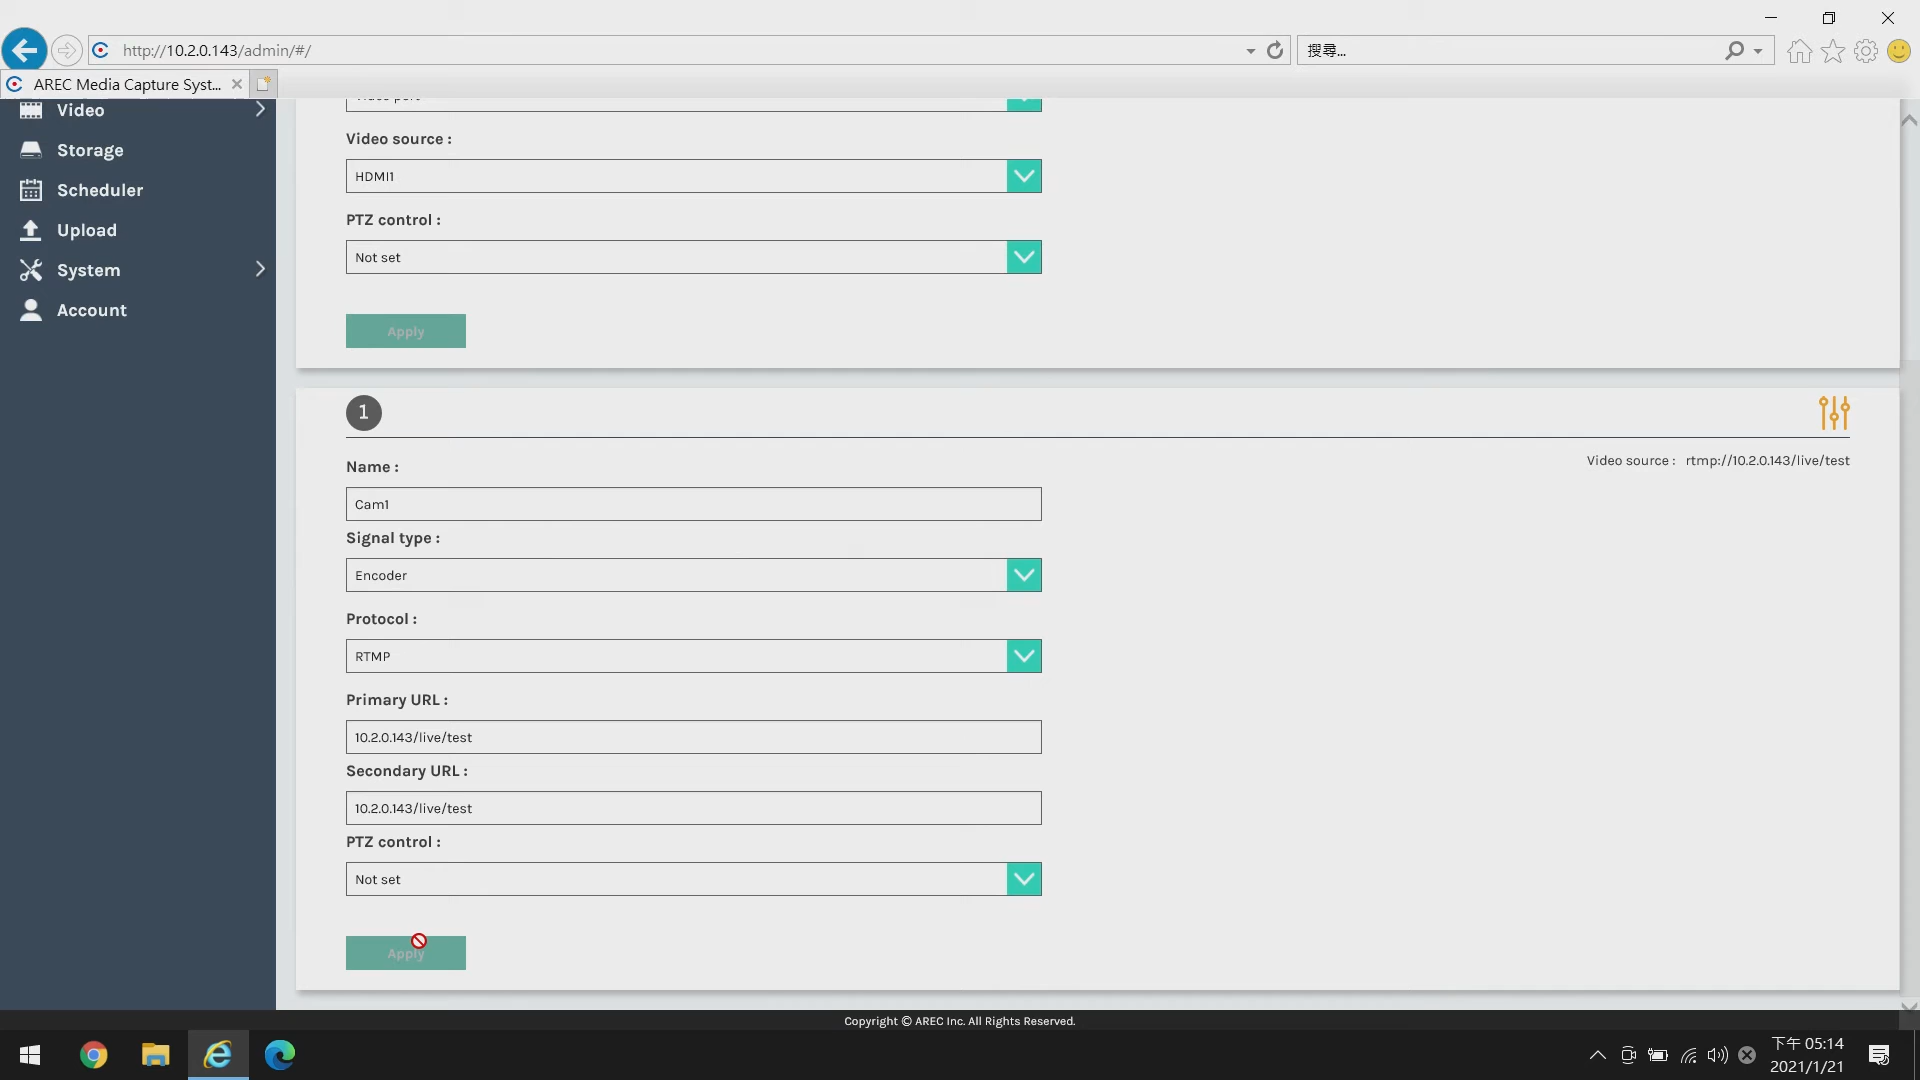 http://10.2.0.143/admin/#/
搜尋...
AREC Media Capture Syst...
Video
Storage
Scheduler
Upload
System
Account
Video source :
HDMI1
PTZ control :
Not set
Apply
1
Name :
Video source : rtmp://10.2.0.143/live/test
Cam1
Signal type :
Encoder
Protocol :
RTMP
Primary URL :
10.2.0.143/live/test
Secondary URL :
10.2.0.143/live/test
PTZ control :
Not set
Apply
Copyright © AREC Inc. All Rights Reserved.
下午 05:14
2021/1/21